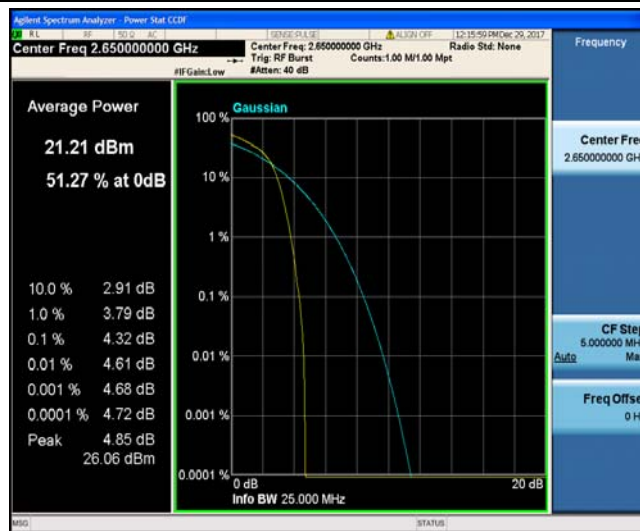 Agilent Spectrum Analyzer - Power Stat CCDF
RL RF 50 Ω AC SENSE:PULSE ALIGN OFF 12:15:59 PM Dec 29, 2017
Center Freq 2.650000000 GHz
Center Freq: 2.650000000 GHz Radio Std: None
Trig: RF Burst Counts:1.00 M/1.00 Mpt
#IFGain:Low #Atten: 40 dB
Frequency
Average Power
21.21 dBm
51.27 % at 0dB
10.0 % 2.91 dB
1.0 % 3.79 dB
0.1 % 4.32 dB
0.01 % 4.61 dB
0.001 % 4.68 dB
0.0001 % 4.72 dB
Peak 4.85 dB
26.06 dBm
Gaussian
100 %
10 %
1 %
0.1 %
0.01 %
0.001 %
0.0001 %
0 dB 20 dB
Info BW 25.000 MHz
Center Fre
2.650000000 GH
CF Step
5.000000 MH
Auto Ma
Freq Offse
0 H
MSG STATUS